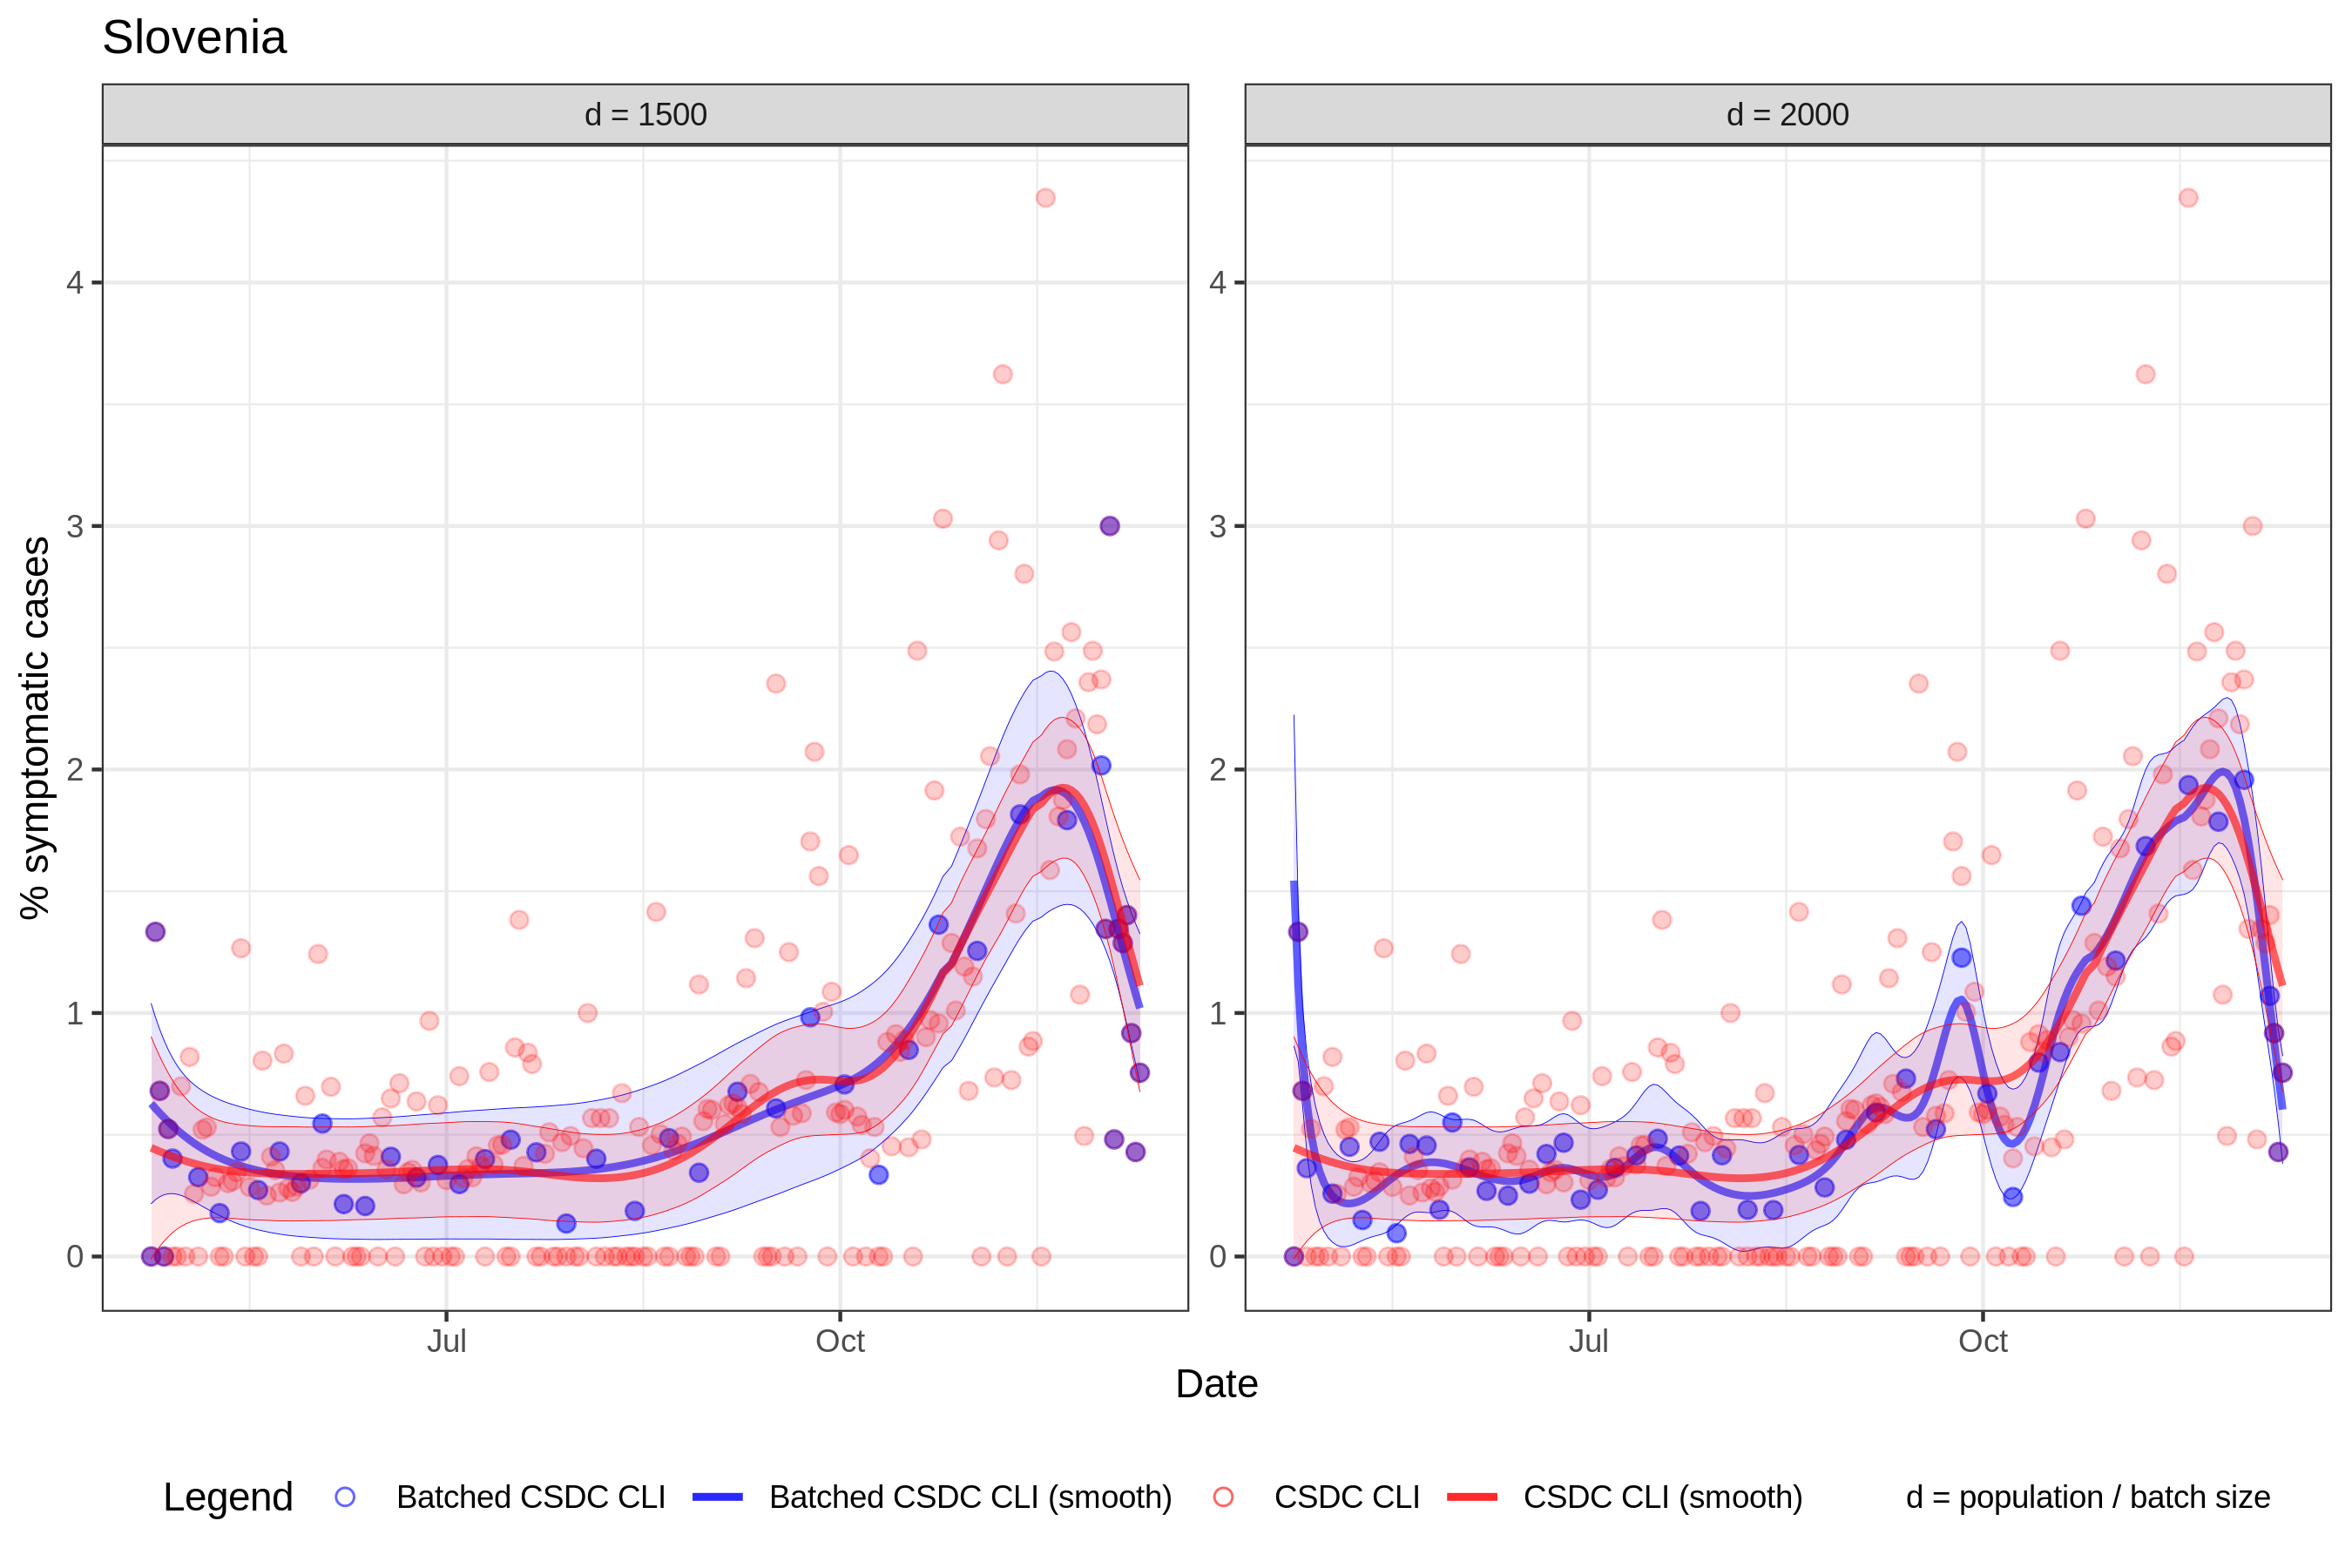 Slovenia
d = 1500
d = 2000
% symptomatic cases
4
3
2
1
0
4
3
2
1
0
Jul
Oct
Jul
Oct
Date
Legend
Batched CSDC CLI
Batched CSDC CLI (smooth)
CSDC CLI
CSDC CLI (smooth)
d = population / batch size